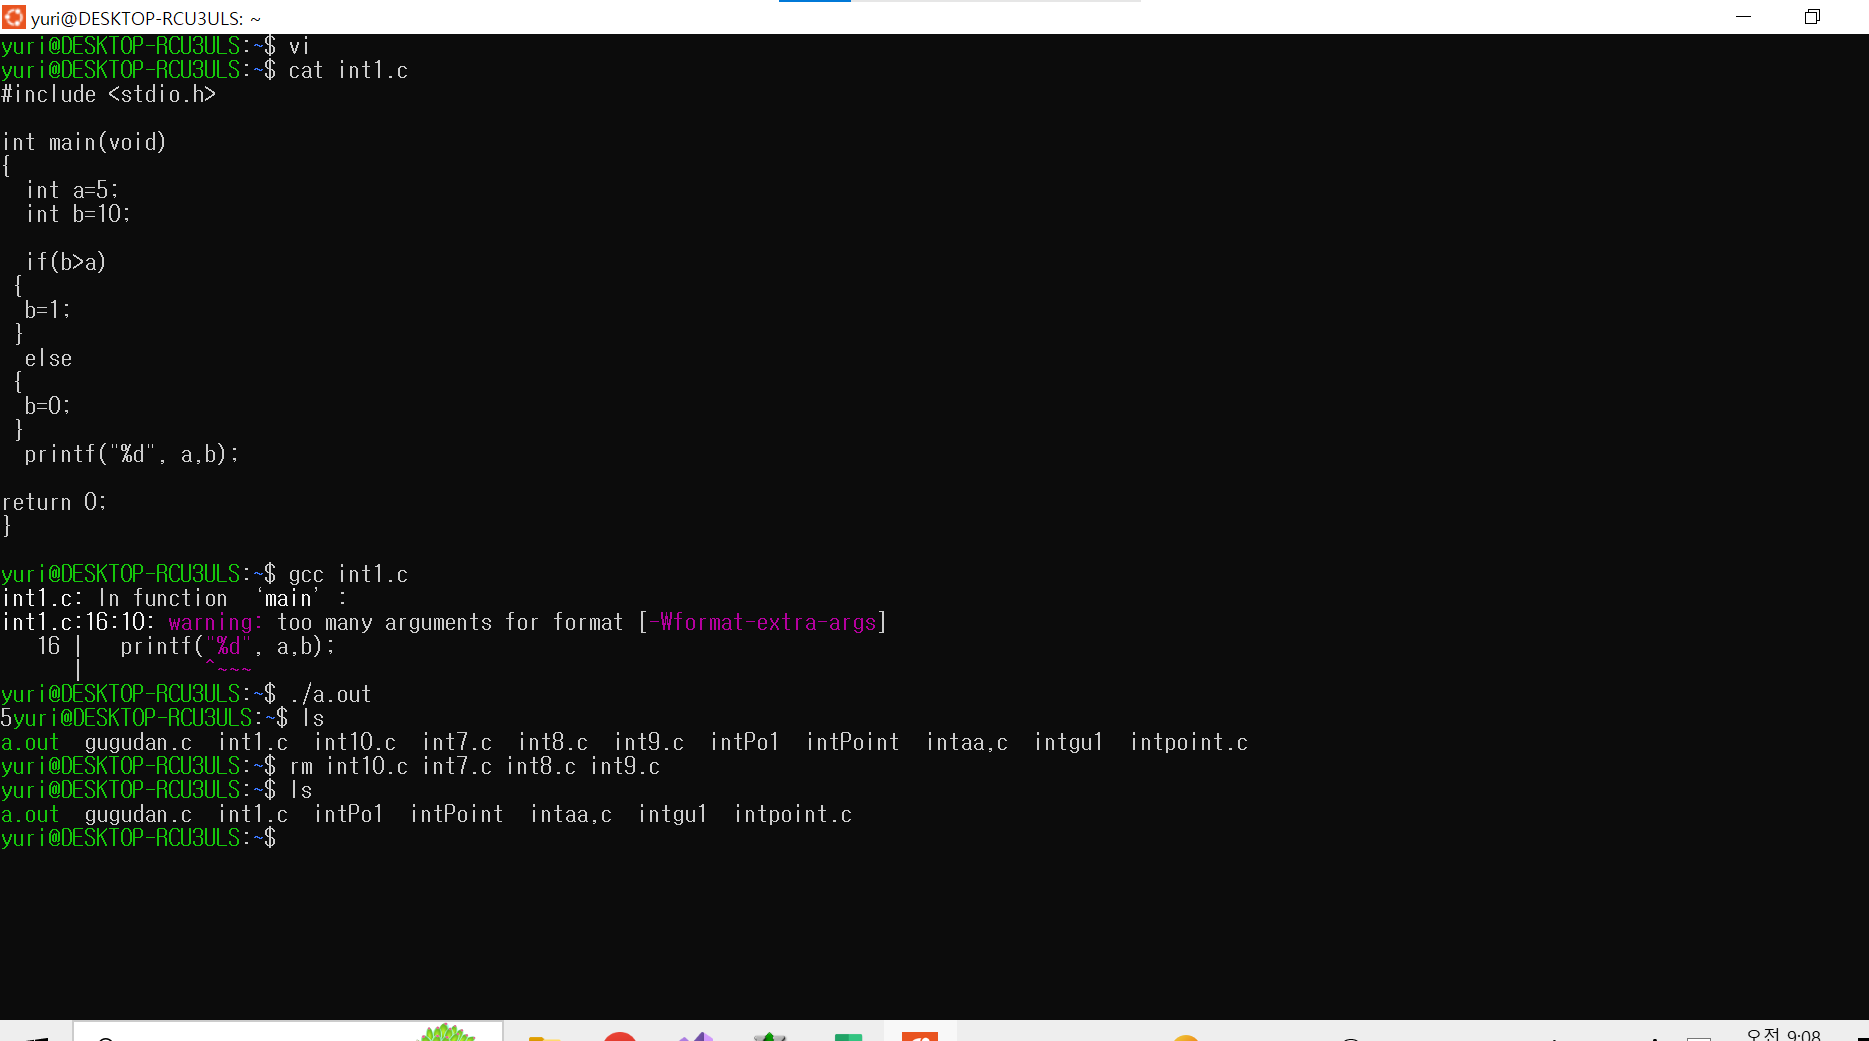 yuri@DESKTOP-RCU3ULS: ~
yuri@DESKTOP-RCU3ULS:~$ vi
yuri@DESKTOP-RCU3ULS:~$ cat int1.c
#include <stdio.h>
int main(void)
{
int a=5;
int b=10;
if(b>a)
{
b=1;
}
else
{
b=0;
}
printf("%d", a,b);
return 0;
}
yuri@DESKTOP-RCU3ULS:~$ gcc int1.c
int1.c: In function ‘main’:
int1.c:16:10: warning: too many arguments for format [-Wformat-extra-args]
16 |   printf("%d", a,b);
|          ^~~~
yuri@DESKTOP-RCU3ULS:~$ ./a.out
5yuri@DESKTOP-RCU3ULS:~$ ls
a.out  gugudan.c  int1.c  int10.c  int7.c  int8.c  int9.c  intPo1  intPoint  intaa,c  intgu1  intpoint.c
yuri@DESKTOP-RCU3ULS:~$ rm int10.c int7.c int8.c int9.c
yuri@DESKTOP-RCU3ULS:~$ ls
a.out  gugudan.c  int1.c  intPo1  intPoint  intaa,c  intgu1  intpoint.c
yuri@DESKTOP-RCU3ULS:~$
오전 9:08